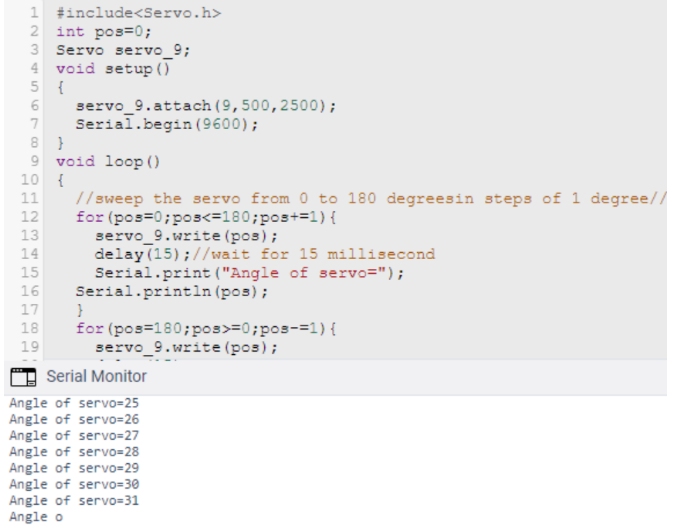 1 #include<Servo.h>
2 int pos=0;
3 Servo servo_9;
4 void setup()
5 {
6 servo_9.attach(9,500,2500);
7 Serial.begin(9600);
8 }
9 void loop()
10 {
11 //sweep the servo from 0 to 180 degreesin steps of 1 degree//
12 for(pos=0;pos<=180;pos+=1){
13 servo_9.write(pos);
14 delay(15);//wait for 15 millisecond
15 Serial.print("Angle of servo=");
16 Serial.println(pos);
17 }
18 for(pos=180;pos>=0;pos-=1){
19 servo_9.write(pos);
Serial Monitor
Angle of servo=25
Angle of servo=26
Angle of servo=27
Angle of servo=28
Angle of servo=29
Angle of servo=30
Angle of servo=31
Angle o